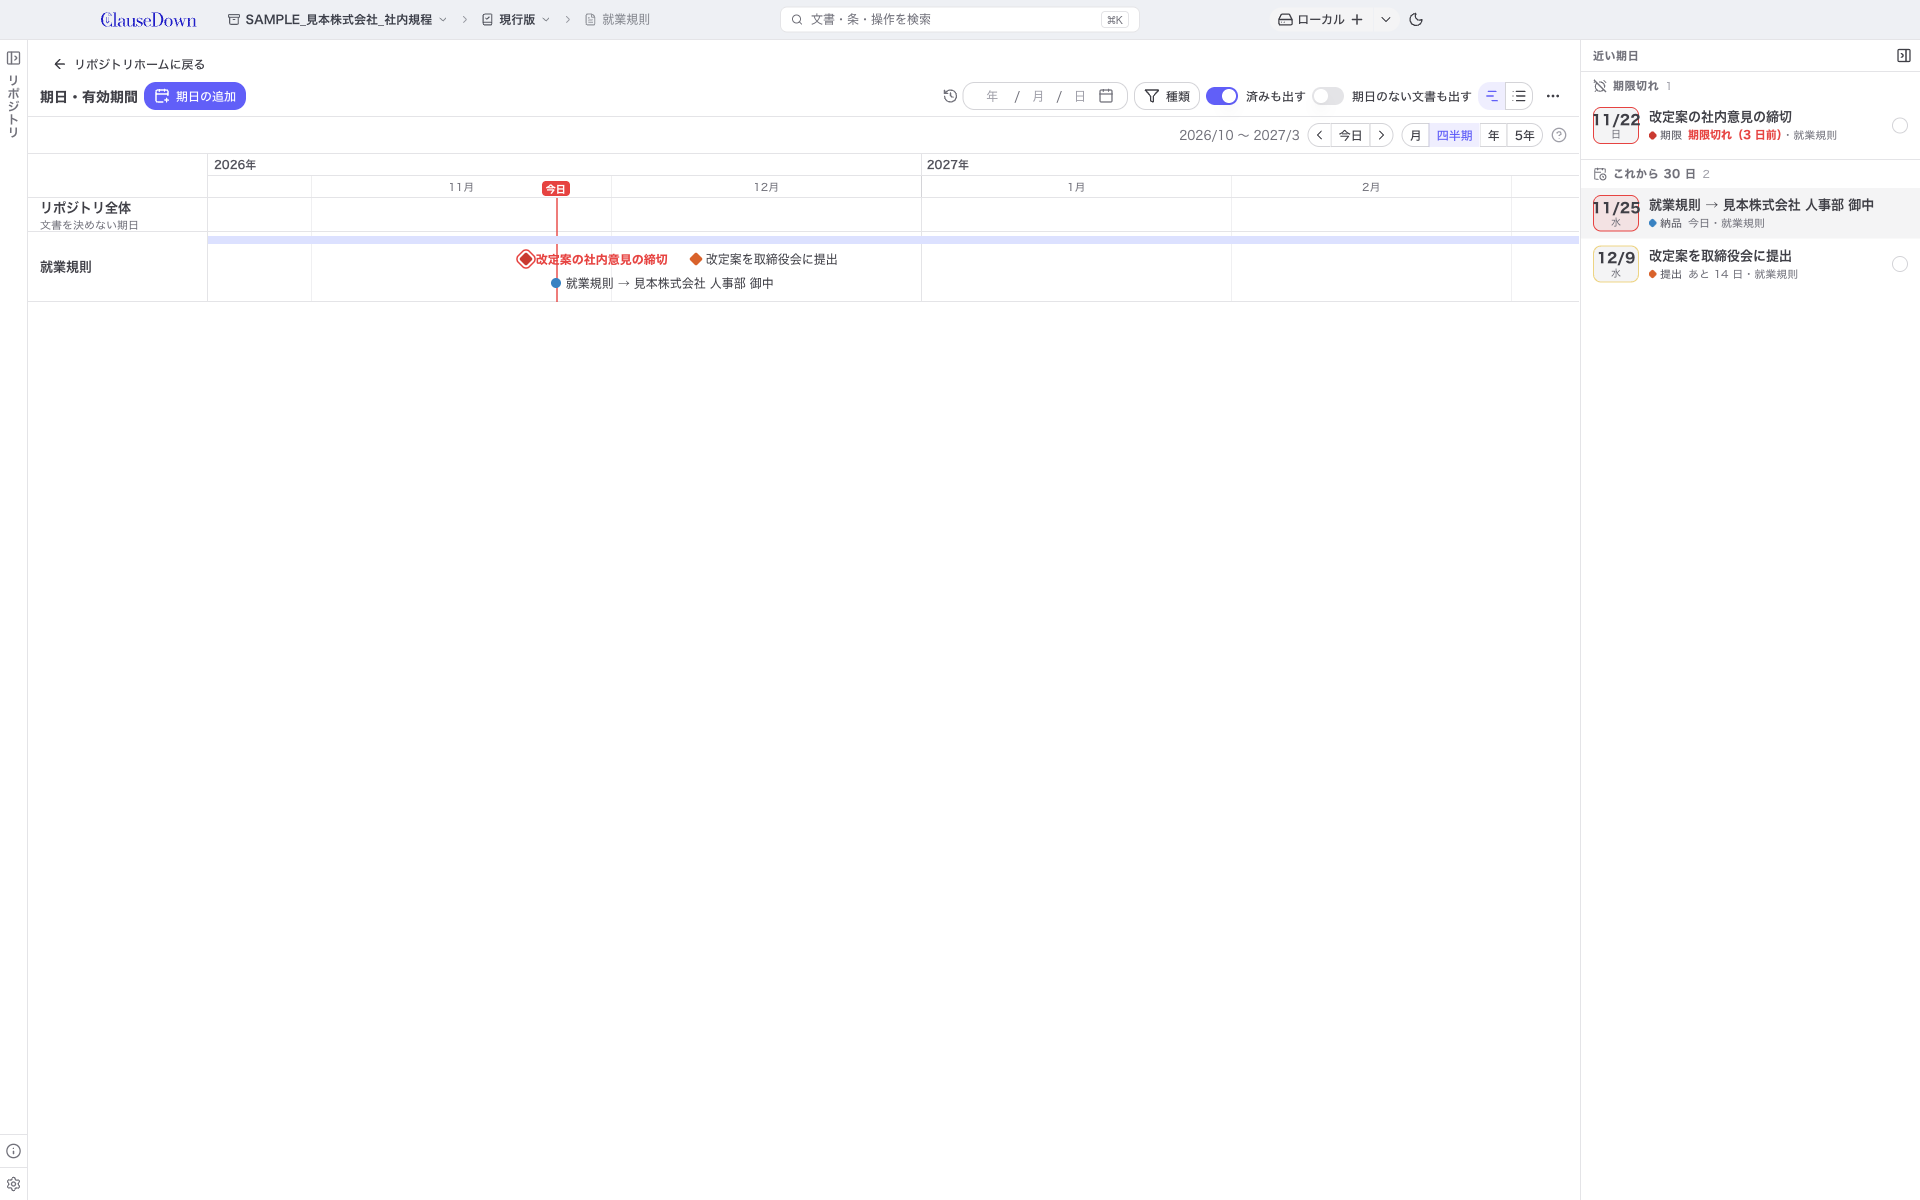 ClauseDown
SAMPLE_見本株式会社_社内規程
現行版
就業規則
文書・条・操作を検索
⌘K
ローカル
リポジトリ
リポジトリホームに戻る
期日・有効期間
期日の追加
年 / 月 / 日
種類
済みも出す
期日のない文書も出す
2026/10 〜 2027/3
今日
月
四半期
年
5年
2026年
2027年
11月
今日
12月
1月
2月
リポジトリ全体
文書を決めない期日
就業規則
改定案の社内意見の締切
改定案を取締役会に提出
就業規則 → 見本株式会社 人事部 御中
近い期日
期限切れ 1
11/22
日
改定案の社内意見の締切
期限 期限切れ（3 日前）・就業規則
これから 30 日 2
11/25
水
就業規則 → 見本株式会社 人事部 御中
納品 今日・就業規則
12/9
水
改定案を取締役会に提出
提出 あと 14 日・就業規則